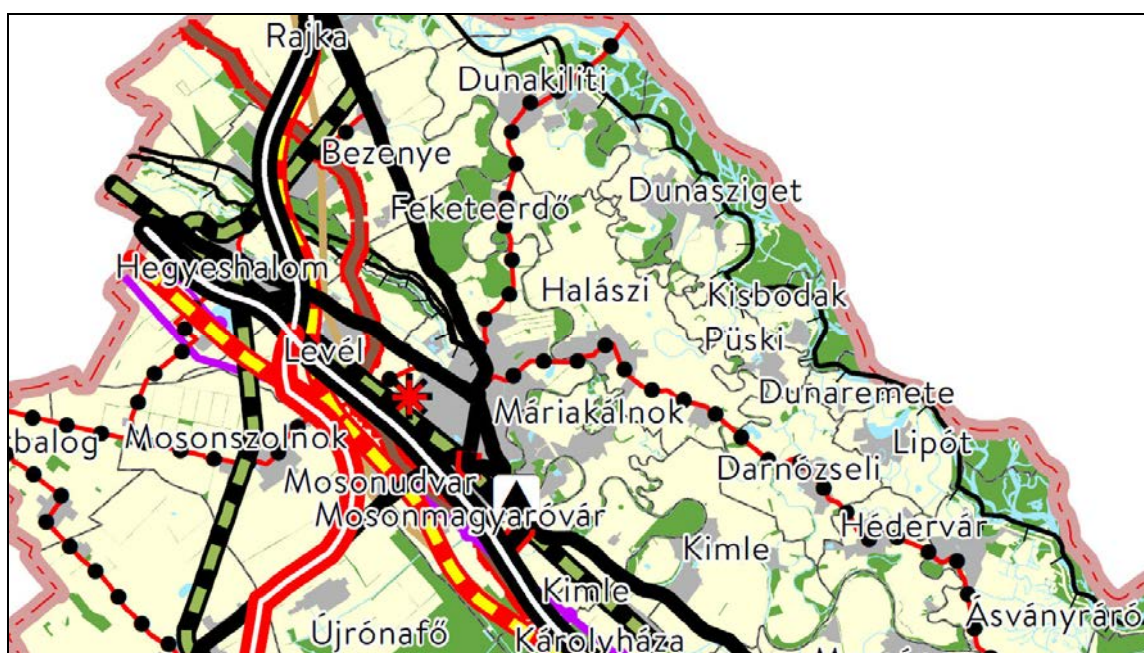 Rajka
Dunakiliti
Bezenye
Dunasziget
Feketeerdő
Hegyeshalom
Halászi
Kisbodak
Püski
Levél
Dunaremete
Máriakálnok
Mosonszolnok
Lipót
Darnózseli
Mosonudvar
Mosonmagyaróvár
Hédervár
Kimle
Kimle
Ásványráró
Újrónafő
Károlyháza